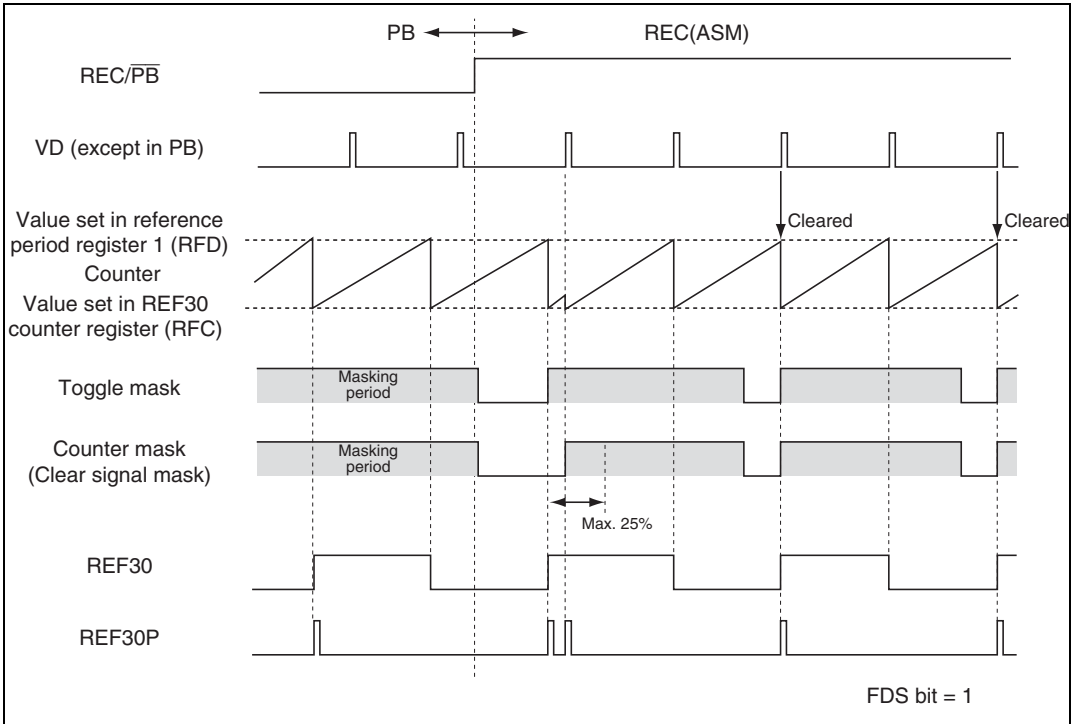 PB
REC(ASM)
REC/P̅B̅
VD (except in PB)
Value set in reference
period register 1 (RFD)
Cleared
Cleared
Counter
Value set in REF30
counter register (RFC)
Toggle mask
Masking
period
Counter mask
(Clear signal mask)
Masking
period
Max. 25%
REF30
REF30P
FDS bit = 1